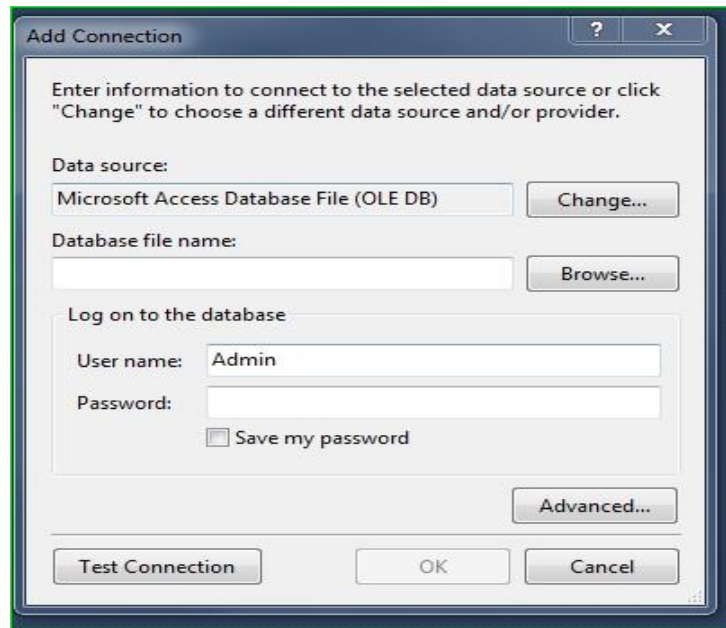 Add Connection
?
x
Enter information to connect to the selected data source or click
"Change" to choose a different data source and/or provider.
Data source:
Microsoft Access Database File (OLE DB)
Change...
Database file name:
Browse...
Log on to the database
User name:
Admin
Password:
Save my password
Advanced...
Test Connection
OK
Cancel